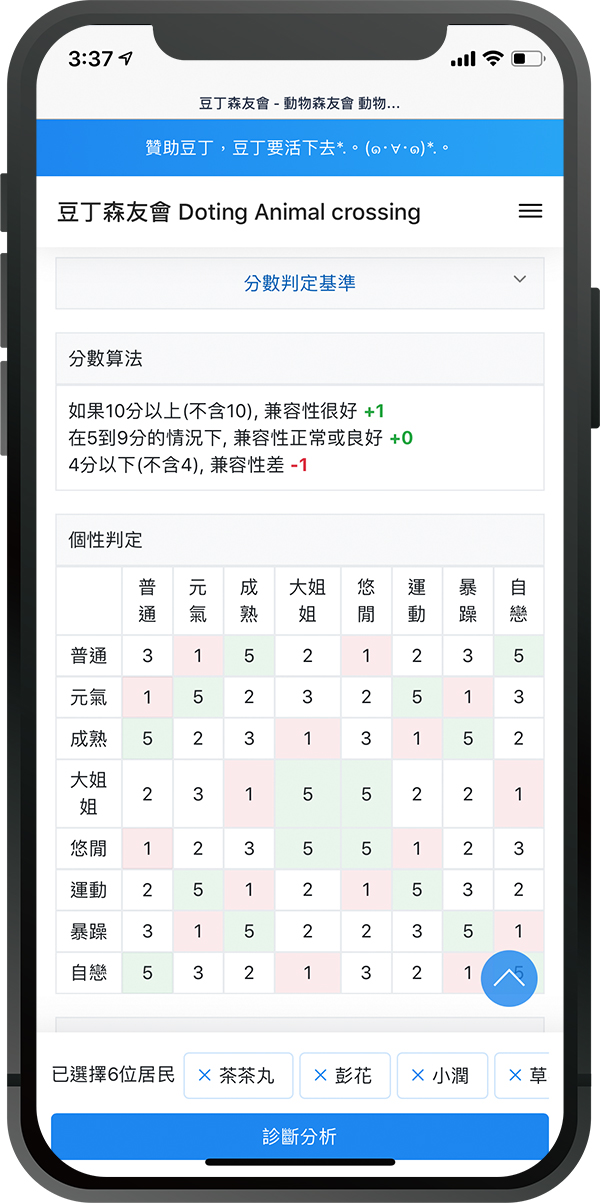 3:37
豆丁森友會 - 動物森友會 動物...
贊助豆丁，豆丁要活下去*.。(๑･∀･๑)*.。
豆丁森友會 Doting Animal crossing
分數判定基準
分數算法
如果10分以上(不含10), 兼容性很好 +1
在5到9分的情況下, 兼容性正常或良好 +0
4分以下(不含4), 兼容性差 -1
個性判定
普通 元氣 成熟 大姐姐 悠閒 運動 暴躁 自戀
普通 3 1 5 2 1 2 3 5
元氣 1 5 2 3 2 5 1 3
成熟 5 2 3 1 3 1 5 2
大姐姐 2 3 1 5 5 2 2 1
悠閒 1 2 3 5 5 1 2 3
運動 2 5 1 2 1 5 3 2
暴躁 3 1 5 2 2 3 5 1
自戀 5 3 2 1 3 2 1 5
已選擇6位居民 × 茶茶丸 × 彭花 × 小潤 × 草
診斷分析